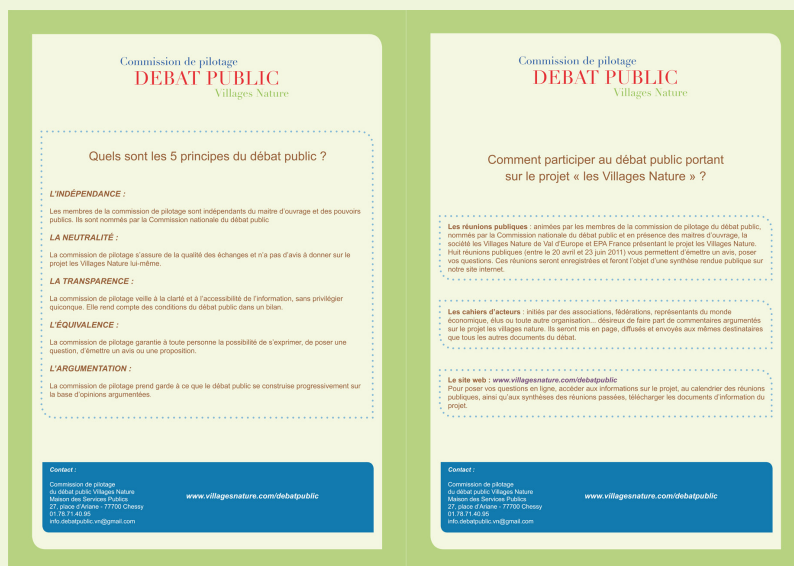 Commission de pilotage
DEBAT PUBLIC
Villages Nature
Quels sont les 5 principes du débat public ?
L'INDÉPENDANCE :
Les membres de la commission de pilotage sont indépendants du maitre d'ouvrage et des pouvoirs
publics. Ils sont nommés par la Commission nationale du débat public
LA NEUTRALITÉ :
La commission de pilotage s'assure de la qualité des échanges et n'a pas d'avis à donner sur le
projet les Villages Nature lui-même.
LA TRANSPARENCE :
La commission de pilotage veille à la clarté et à l'accessibilité de l'information, sans privilégier
quiconque. Elle rend compte des conditions du débat public dans un bilan.
L'ÉQUIVALENCE :
La commission de pilotage garantie à toute personne la possibilité de s'exprimer, de poser une
question, d'émettre un avis ou une proposition.
L'ARGUMENTATION :
La commission de pilotage prend garde à ce que le débat public se construise progressivement sur
la base d'opinions argumentées.
Contact :
Commission de pilotage
du débat public Villages Nature
Maison des Services Publics
27, place d'Ariane - 77700 Chessy
01.78.71.40.95
info.debatpublic.vn@gmail.com
www.villagesnature.com/debatpublic
Commission de pilotage
DEBAT PUBLIC
Villages Nature
Comment participer au débat public portant
sur le projet « les Villages Nature » ?
Les réunions publiques : animées par les membres de la commission de pilotage du débat public,
nommés par la Commission nationale du débat public et en présence des maitres d'ouvrage, la
société les Villages Nature de Val d'Europe et EPA France présentant le projet les Villages Nature.
Huit réunions publiques (entre le 20 avril et 23 juin 2011) vous permettent d'émettre un avis, poser
vos questions. Ces réunions seront enregistrées et feront l'objet d'une synthèse rendue publique sur
notre site internet.
Les cahiers d'acteurs : initiés par des associations, fédérations, représentants du monde
économique, élus ou toute autre organisation... désireux de faire part de commentaires argumentés
sur le projet les villages nature. Ils seront mis en page, diffusés et envoyés aux mêmes destinataires
que tous les autres documents du débat.
Le site web : www.villagesnature.com/debatpublic
Pour poser vos questions en ligne, accéder aux informations sur le projet, au calendrier des réunions
publiques, ainsi qu'aux synthèses des réunions passées, télécharger les documents d'information du
projet.
Contact :
Commission de pilotage
du débat public Villages Nature
Maison des Services Publics
27, place d'Ariane - 77700 Chessy
01.78.71.40.95
info.debatpublic.vn@gmail.com
www.villagesnature.com/debatpublic